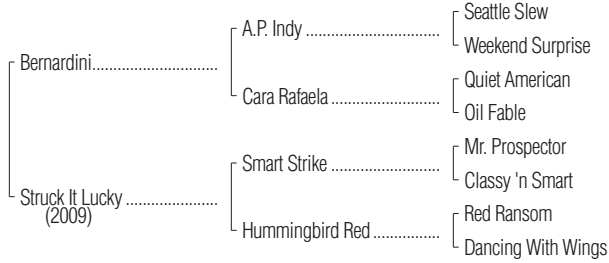 Seattle Slew
A.P. Indy ............................
Weekend Surprise
Bernardini..........................
Quiet American
Cara Rafaela .......................
Oil Fable
Mr. Prospector
Smart Strike .......................
Classy 'n Smart
Struck It Lucky ...................
(2009)
Red Ransom
Hummingbird Red ..............
Dancing With Wings